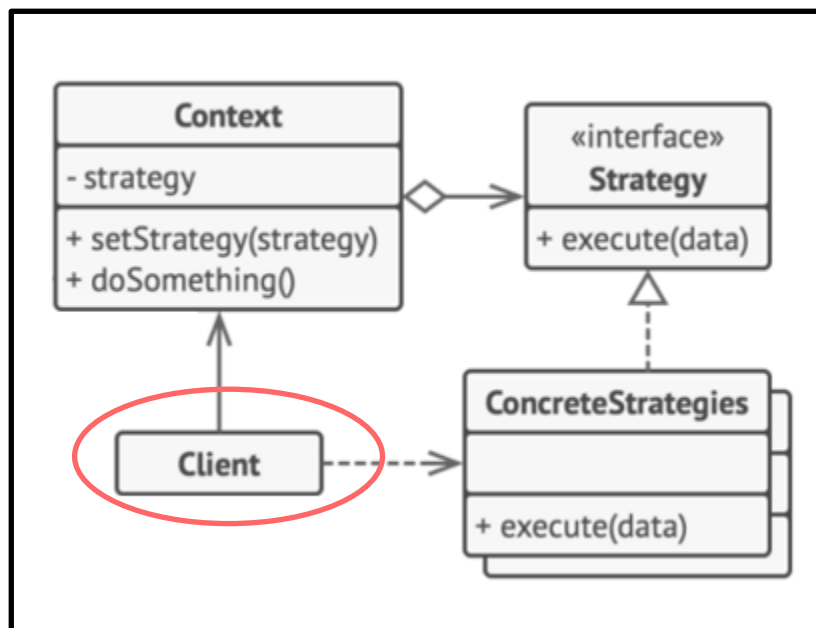 Context
- strategy
+ setStrategy(strategy)
+ doSomething()
«interface»
Strategy
+ execute(data)
Client
ConcreteStrategies
+ execute(data)